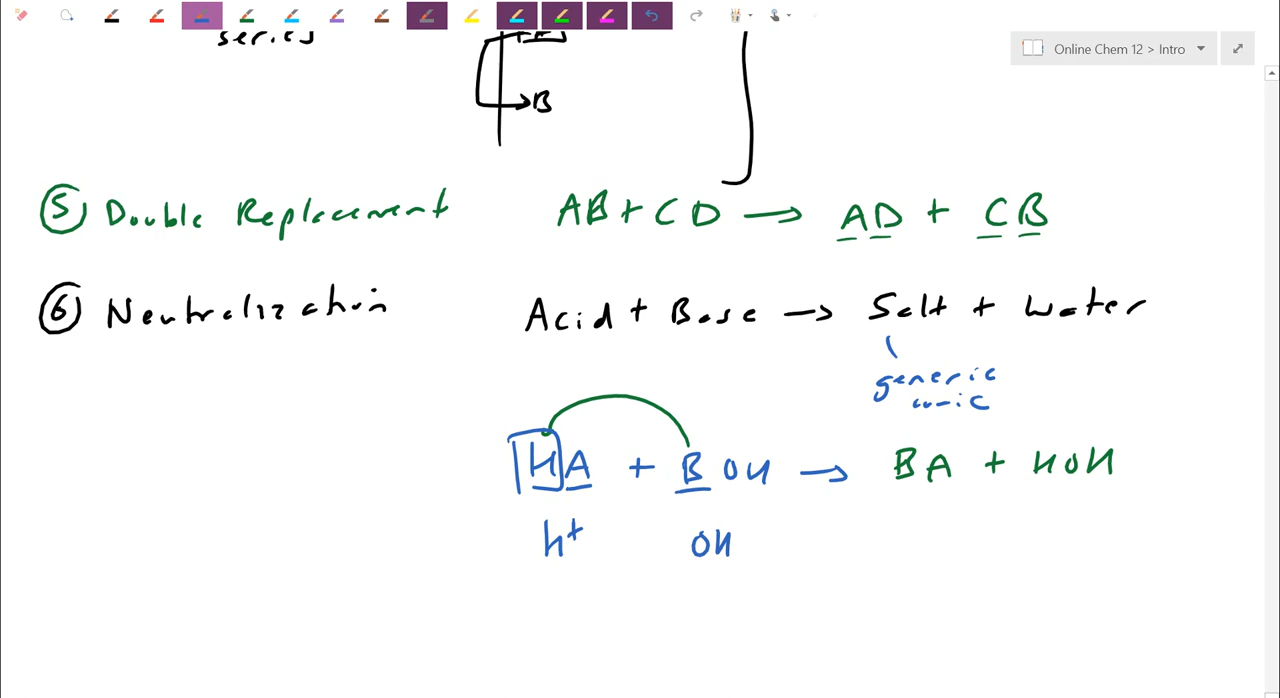 Online Chem 12 > Intro
series
B
⑤ Double Replacement AB + CD → AD + CB
⑥ Neutralization Acid + Base → Salt + Water
generic
ionic
HA + BOH → BA + HOH
h+ OH